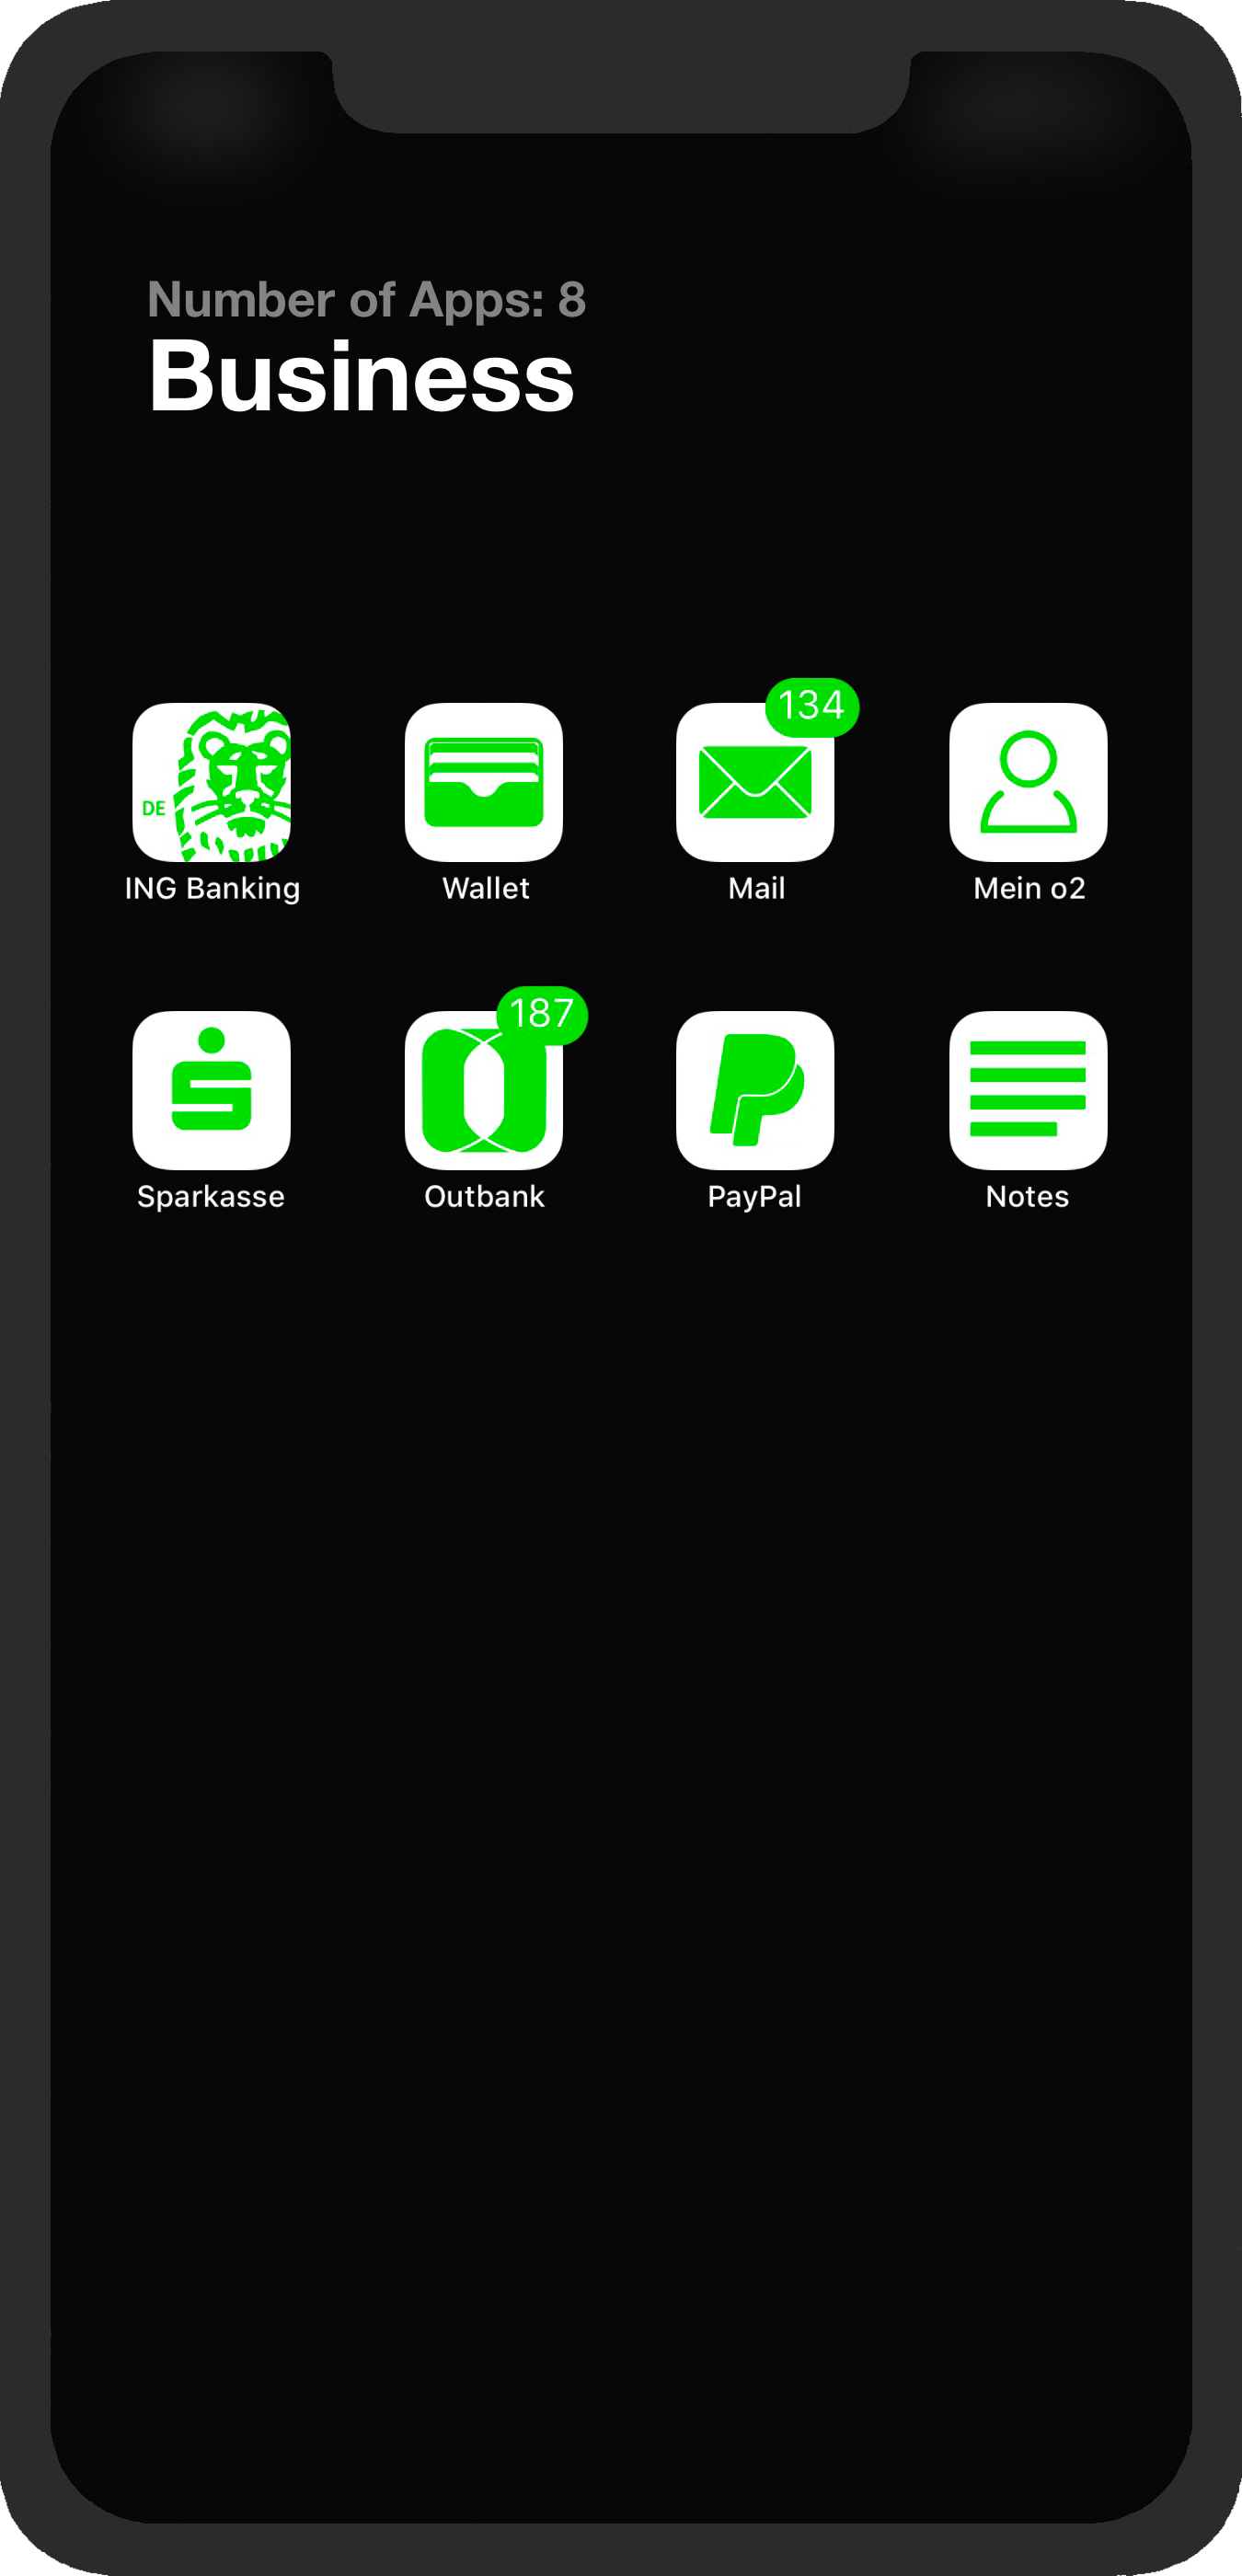 Number of Apps: 8
Business
134
DE
ING Banking
Wallet
Mail
Mein o2
187
Sparkasse
Outbank
PayPal
Notes